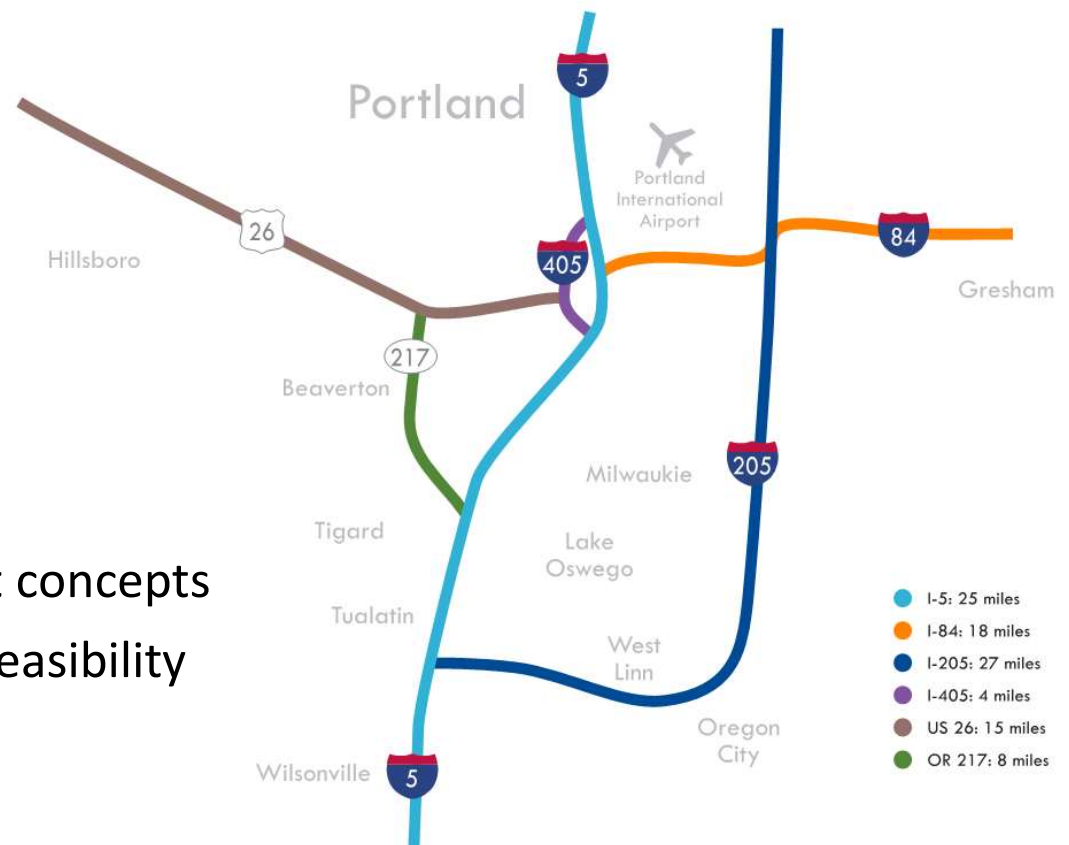 5
Portland
Portland
International
Airport
26
Hillsboro
405
84
Gresham
217
Beaverton
Milwaukie
205
Tigard
Lake
Oswego
concepts
Tualatin
West
Linn
Oregon
City
Wilsonville
5
I-5: 25 miles
I-84: 18 miles
I-205: 27 miles
I-405: 4 miles
US 26: 15 miles
OR 217: 8 miles